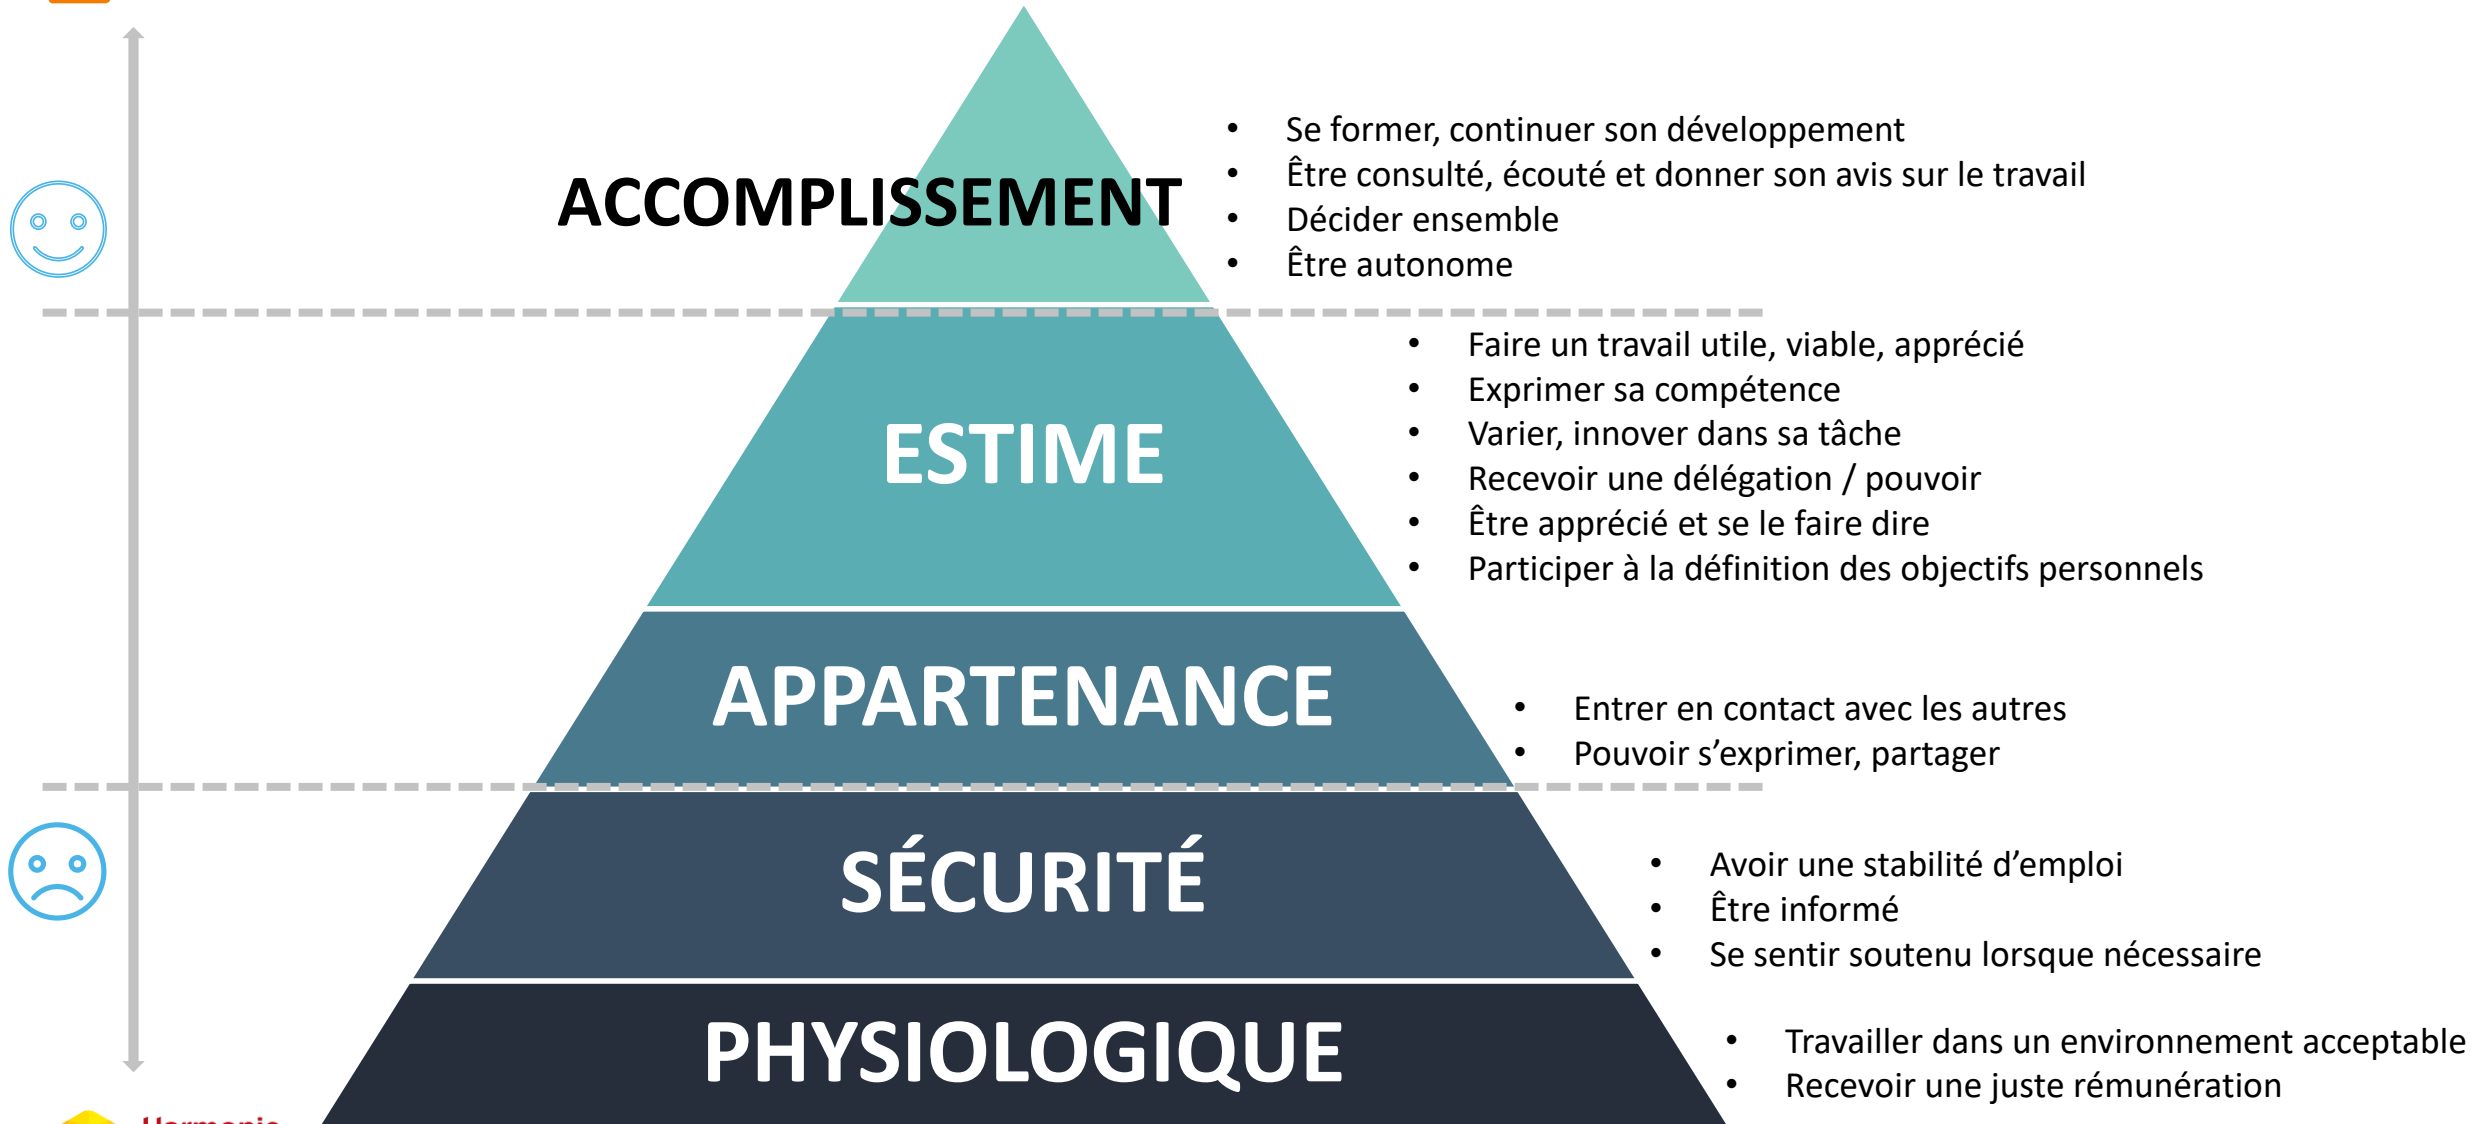 ACCOMPLISSEMENT
• Se former, continuer son développement
• Être consulté, écouté et donner son avis sur le travail
• Décider ensemble
• Être autonome
ESTIME
• Faire un travail utile, viable, apprécié
• Exprimer sa compétence
• Varier, innover dans sa tâche
• Recevoir une délégation / pouvoir
• Être apprécié et se le faire dire
• Participer à la définition des objectifs personnels
APPARTENANCE
• Entrer en contact avec les autres
• Pouvoir s’exprimer, partager
SÉCURITÉ
• Avoir une stabilité d’emploi
• Être informé
• Se sentir soutenu lorsque nécessaire
PHYSIOLOGIQUE
• Travailler dans un environnement acceptable
• Recevoir une juste rémunération
Harmonie